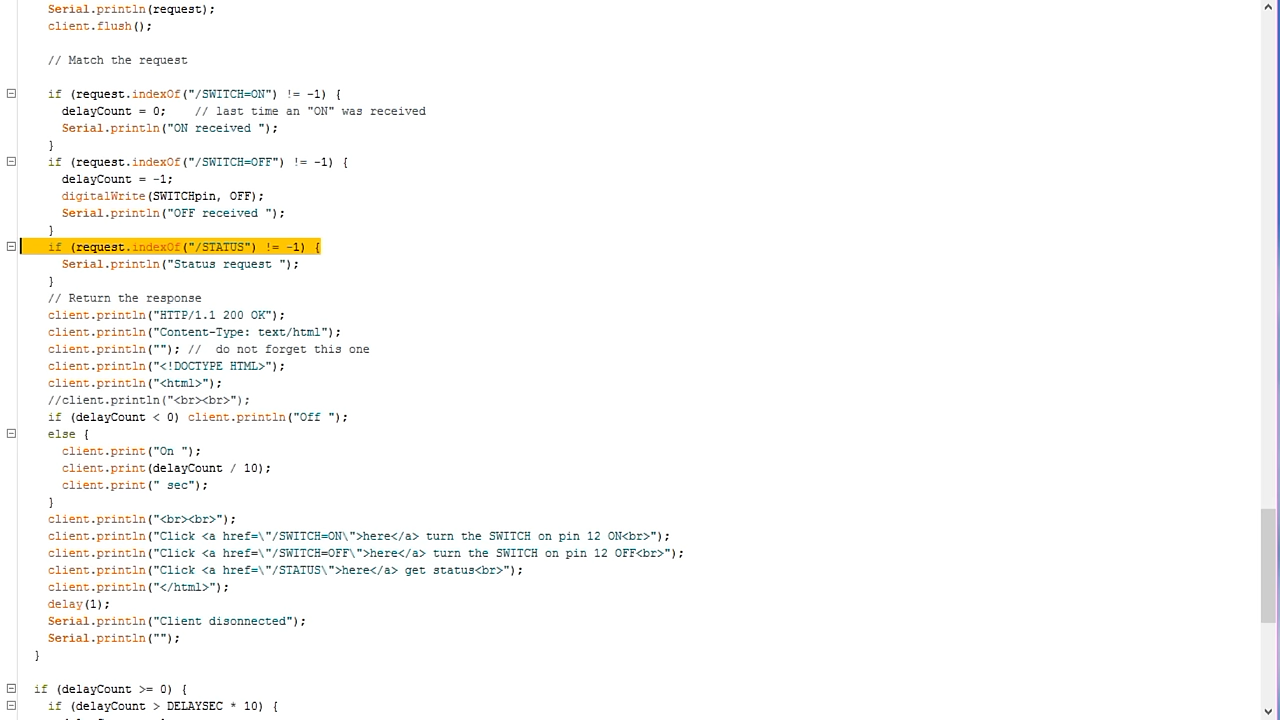 Serial.println(request);
client.flush();
// Match the request
if (request.indexOf("/SWITCH=ON") != -1) {
delayCount = 0;    // last time an "ON" was received
Serial.println("ON received ");
}
if (request.indexOf("/SWITCH=OFF") != -1) {
delayCount = -1;
digitalWrite(SWITCHpin, OFF);
Serial.println("OFF received ");
}
if (request.indexOf("/STATUS") != -1) {
Serial.println("Status request ");
}
// Return the response
client.println("HTTP/1.1 200 OK");
client.println("Content-Type: text/html");
client.println(""); //  do not forget this one
client.println("<!DOCTYPE HTML>");
client.println("<html>");
//client.println("<br><br>");
if (delayCount < 0) client.println("Off ");
else {
client.print("On ");
client.print(delayCount / 10);
client.print(" sec");
}
client.println("<br><br>");
client.println("Click <a href=\"/SWITCH=ON\">here</a> turn the SWITCH on pin 12 ON<br>");
client.println("Click <a href=\"/SWITCH=OFF\">here</a> turn the SWITCH on pin 12 OFF<br>");
client.println("Click <a href=\"/STATUS\">here</a> get status<br>");
client.println("</html>");
delay(1);
Serial.println("Client disonnected");
Serial.println("");
}
if (delayCount >= 0) {
if (delayCount > DELAYSEC * 10) {